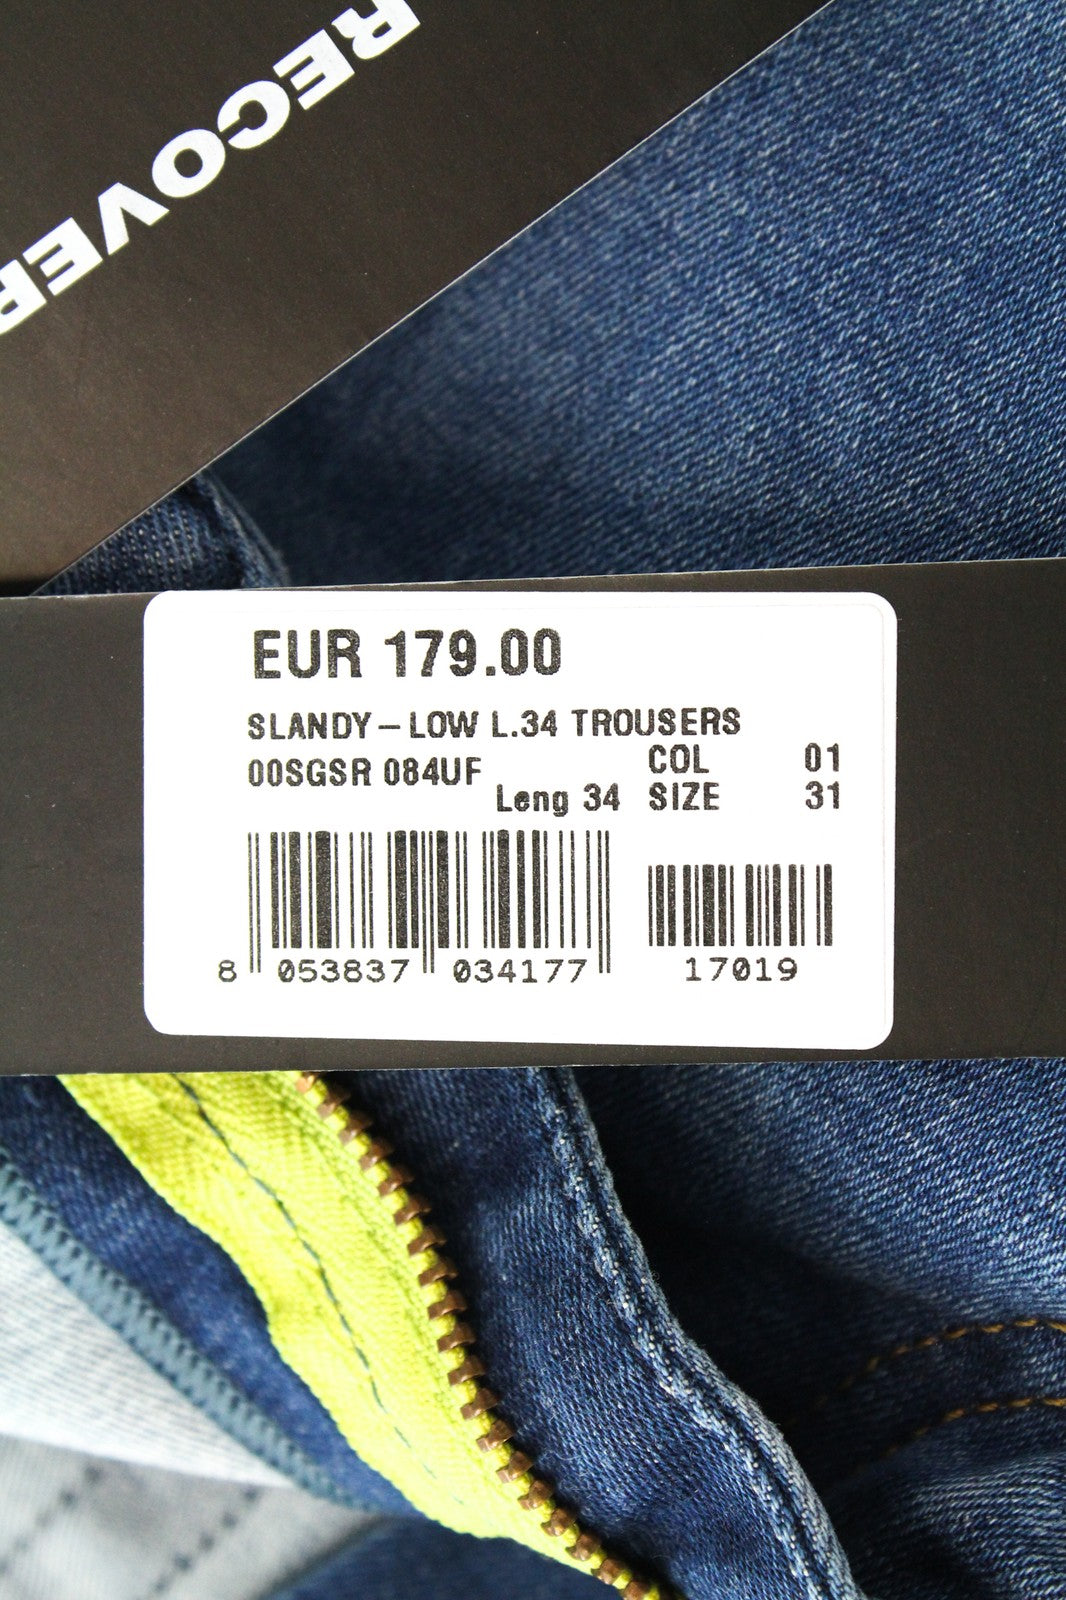 RECOVER
EUR 179.00
SLANDY-LOW L.34 TROUSERS
00SGSR 084UF COL 01
Leng 34 SIZE 31
8 053837 034177 17019